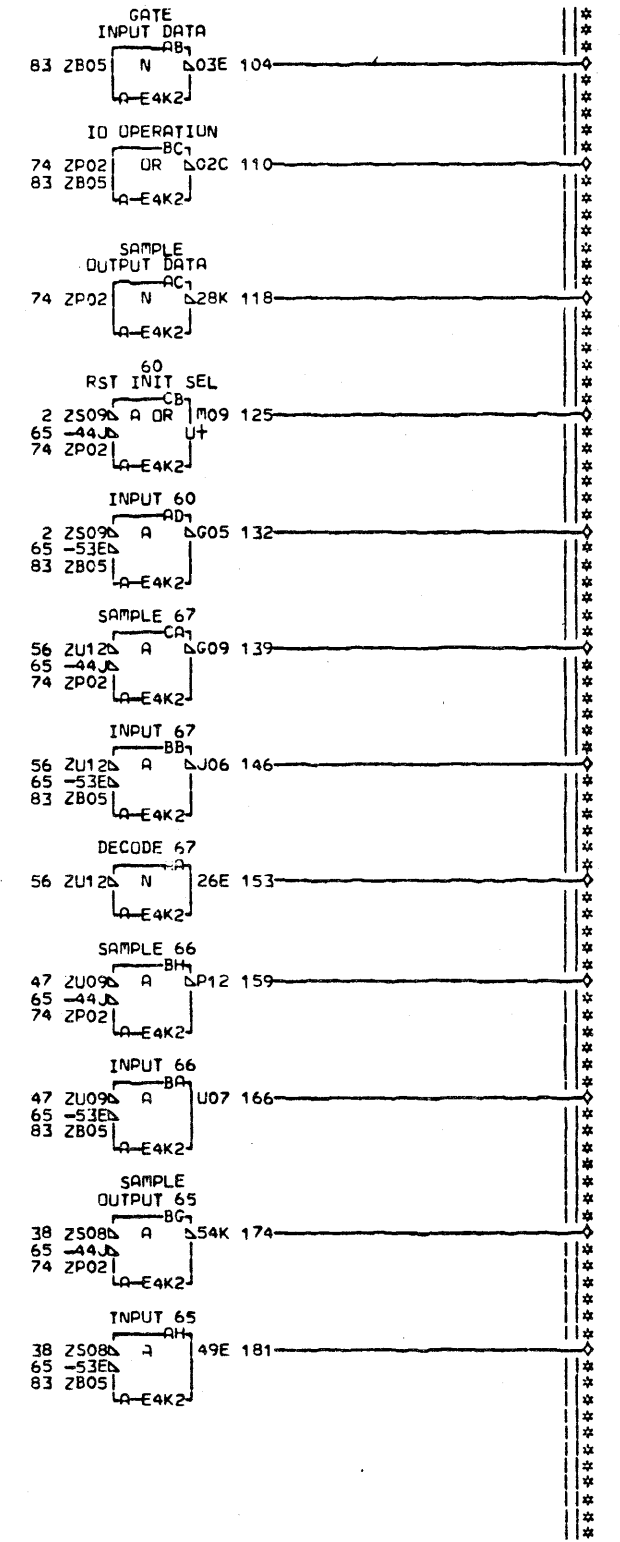 GATE
INPUT DATA
AB
83 ZB05 N 03E 104
A-E4K2
IO OPERATION
BC
74 ZP02 OR G2C 110
83 ZB05
A-E4K2
SAMPLE
OUTPUT DATA
AC
74 ZP02 N 28K 118
A-E4K2
60
RST INIT SEL
CB
2 ZS09 A OR M09 125
65 -44J U+
74 ZP02
A-E4K2
INPUT 60
AD
2 ZS09 A G05 132
65 -53E
83 ZB05
A-E4K2
SAMPLE 67
CA
56 ZU12 A G09 139
65 -44J
74 ZP02
A-E4K2
INPUT 67
BB
56 ZU12 A J06 146
65 -53E
83 ZB05
A-E4K2
DECODE 67
56 ZU12 N 26E 153
A-E4K2
SAMPLE 66
BH
47 ZU09 A P12 159
65 -44J
74 ZP02
A-E4K2
INPUT 66
BA
47 ZU09 A U07 166
65 -53E
83 ZB05
A-E4K2
SAMPLE
OUTPUT 65
BG
38 ZS08 A 54K 174
65 -44J
74 ZP02
A-E4K2
INPUT 65
AH
38 ZS08 A 49E 181
65 -53E
83 ZB05
A-E4K2